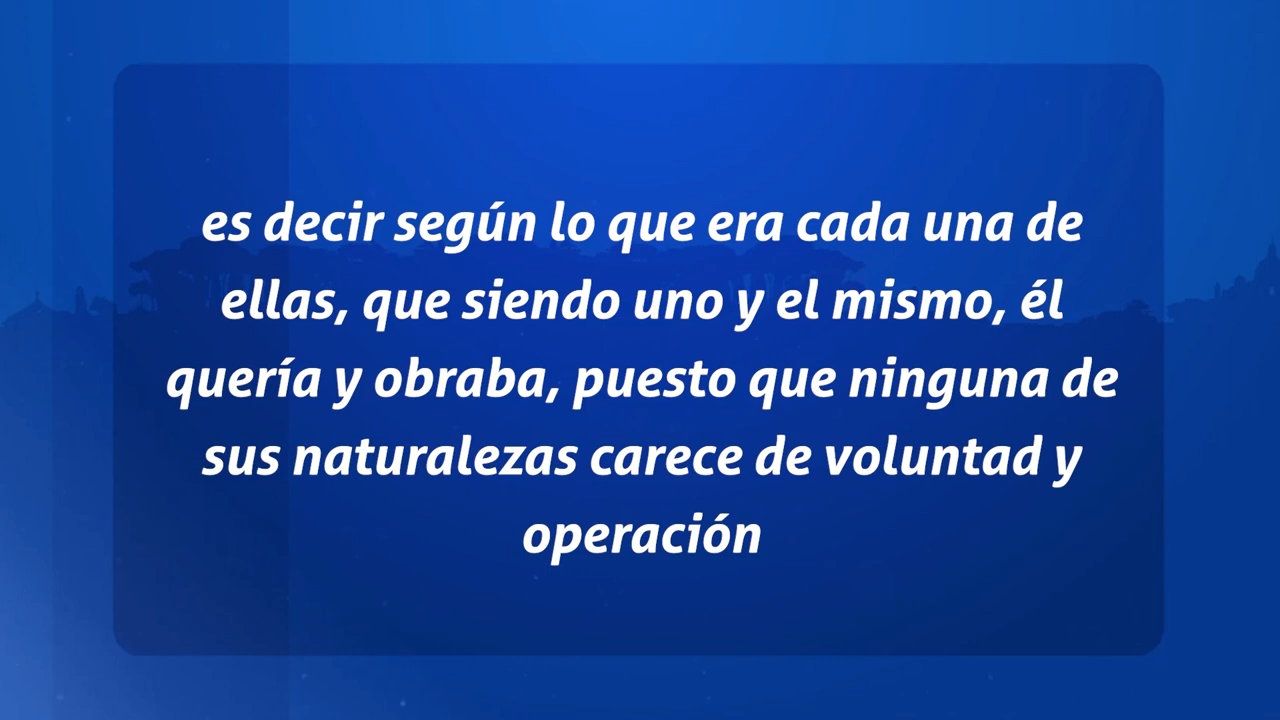 es decir según lo que era cada una de
ellas, que siendo uno y el mismo, él
quería y obraba, puesto que ninguna de
sus naturalezas carece de voluntad y
operación